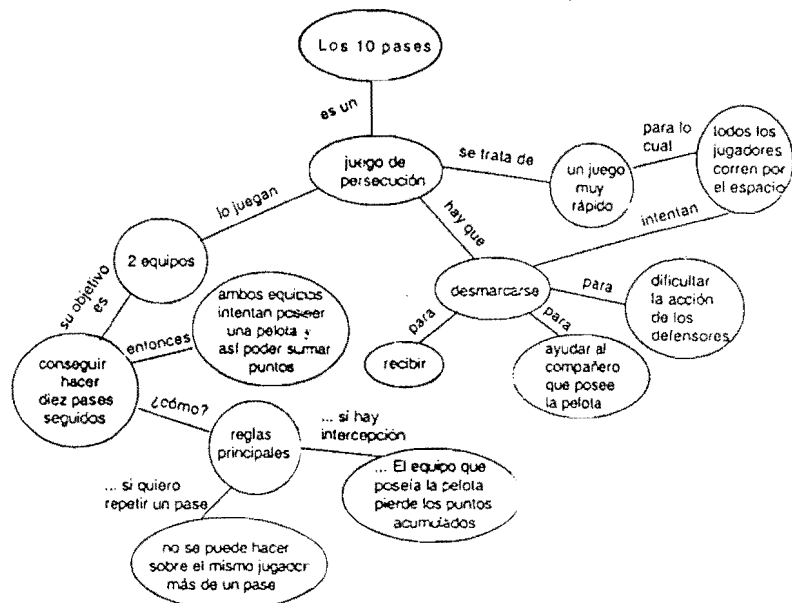 Los 10 pases
es un
juego de
persecución
se trata de
un juego
muy
rápido
para lo
cual
todos los
jugadores
corren por
el espacio
intentan
lo juegan
hay que
2 equipos
desmarcarse
su objetivo
es
ambos equipos
intentan poseer
una pelota y
así poder sumar
puntos
entonces
para
recibir
para
ayudar al
compañero
que posee
la pelota
para
dificultar
la acción
de los
defensores
conseguir
hacer
diez pases
seguidos
¿cómo?
reglas
principales
... si hay
intercepción
... El equipo que
poseía la pelota
pierde los puntos
acumulados
... si quiero
repetir un pase
no se puede hacer
sobre el mismo jugador
más de un pase